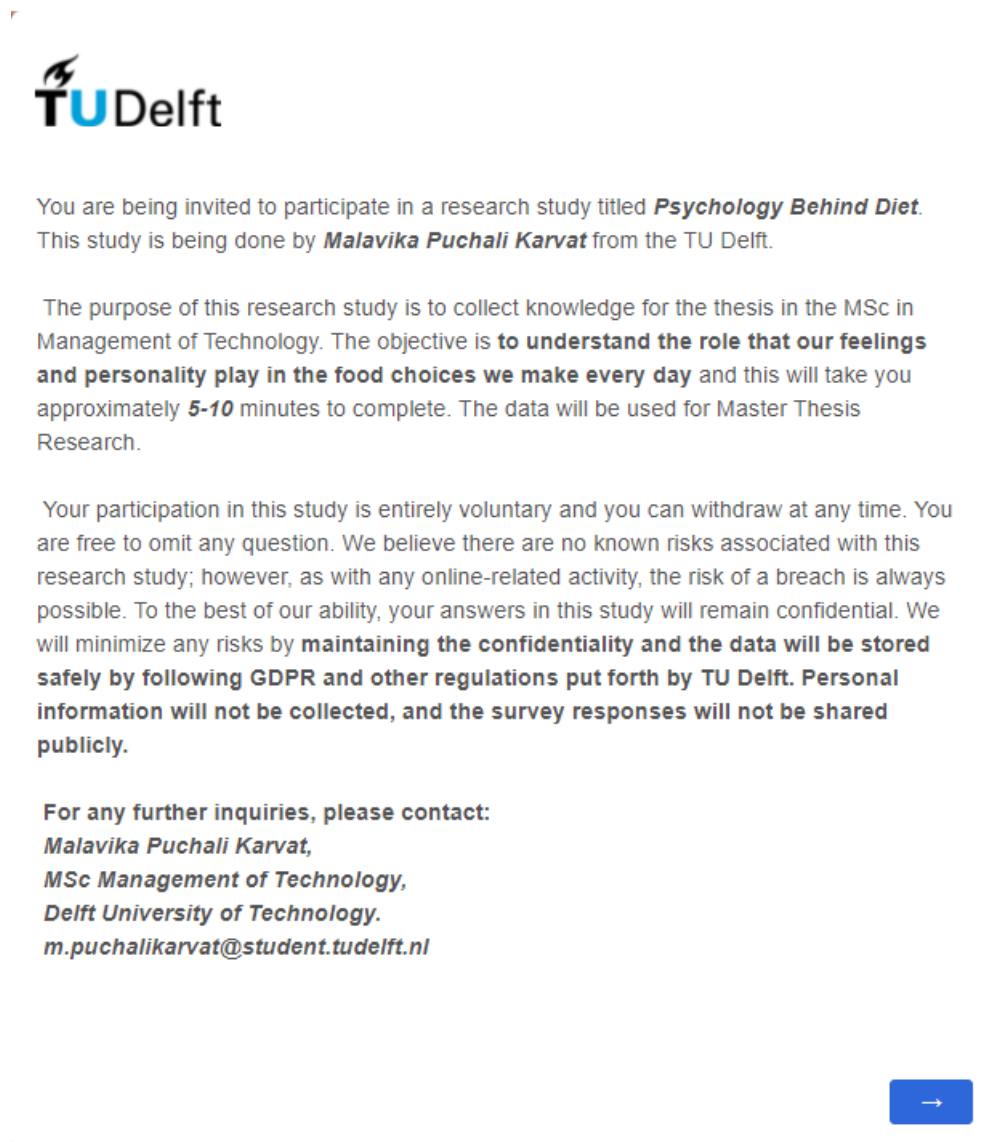 TU Delft
You are being invited to participate in a research study titled Psychology Behind Diet.
This study is being done by Malavika Puchali Karvat from the TU Delft.
The purpose of this research study is to collect knowledge for the thesis in the MSc in
Management of Technology. The objective is to understand the role that our feelings
and personality play in the food choices we make every day and this will take you
approximately 5-10 minutes to complete. The data will be used for Master Thesis
Research.
Your participation in this study is entirely voluntary and you can withdraw at any time. You
are free to omit any question. We believe there are no known risks associated with this
research study; however, as with any online-related activity, the risk of a breach is always
possible. To the best of our ability, your answers in this study will remain confidential. We
will minimize any risks by maintaining the confidentiality and the data will be stored
safely by following GDPR and other regulations put forth by TU Delft. Personal
information will not be collected, and the survey responses will not be shared
publicly.
For any further inquiries, please contact:
Malavika Puchali Karvat,
MSc Management of Technology,
Delft University of Technology.
m.puchalikarvat@student.tudelft.nl
→